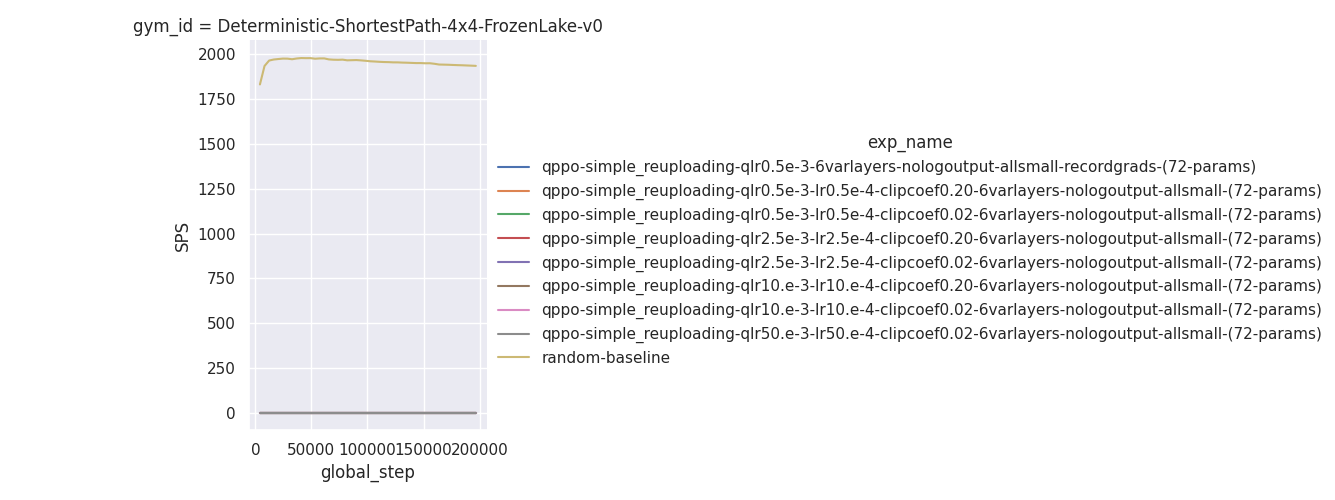 gym_id = Deterministic-ShortestPath-4x4-FrozenLake-v0
2000
1750
1500
1250
1000
750
500
250
0
SPS
0 50000 100000 150000 200000
global_step
exp_name
qppo-simple_reuploading-qlr0.5e-3-6varlayers-nologoutput-allsmall-recordgrads-(72-params)
qppo-simple_reuploading-qlr0.5e-3-lr0.5e-4-clipcoef0.20-6varlayers-nologoutput-allsmall-(72-params)
qppo-simple_reuploading-qlr0.5e-3-lr0.5e-4-clipcoef0.02-6varlayers-nologoutput-allsmall-(72-params)
qppo-simple_reuploading-qlr2.5e-3-lr2.5e-4-clipcoef0.20-6varlayers-nologoutput-allsmall-(72-params)
qppo-simple_reuploading-qlr2.5e-3-lr2.5e-4-clipcoef0.02-6varlayers-nologoutput-allsmall-(72-params)
qppo-simple_reuploading-qlr10.e-3-lr10.e-4-clipcoef0.20-6varlayers-nologoutput-allsmall-(72-params)
qppo-simple_reuploading-qlr10.e-3-lr10.e-4-clipcoef0.02-6varlayers-nologoutput-allsmall-(72-params)
qppo-simple_reuploading-qlr50.e-3-lr50.e-4-clipcoef0.02-6varlayers-nologoutput-allsmall-(72-params)
random-baseline